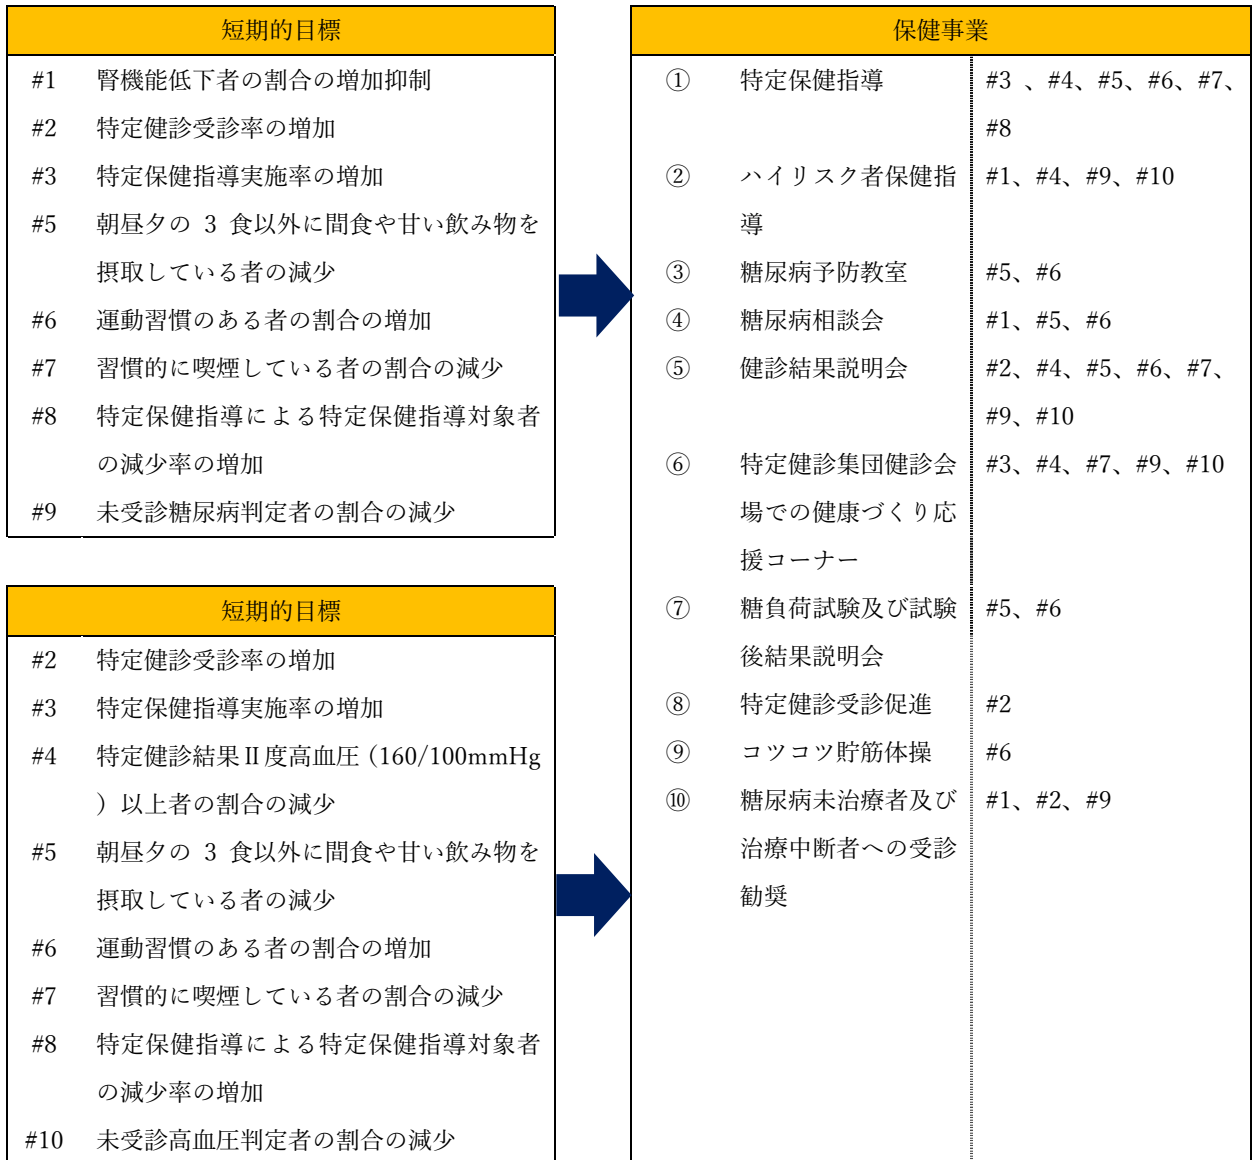 短期的目標
#1 腎機能低下者の割合の増加抑制
#2 特定健診受診率の増加
#3 特定保健指導実施率の増加
#5 朝昼夕の 3 食以外に間食や甘い飲み物を
摂取している者の減少
#6 運動習慣のある者の割合の増加
#7 習慣的に喫煙している者の割合の減少
#8 特定保健指導による特定保健指導対象者
の減少率の増加
#9 未受診糖尿病判定者の割合の減少
短期的目標
#2 特定健診受診率の増加
#3 特定保健指導実施率の増加
#4 特定健診結果Ⅱ度高血圧（160/100mmHg
）以上者の割合の減少
#5 朝昼夕の 3 食以外に間食や甘い飲み物を
摂取している者の減少
#6 運動習慣のある者の割合の増加
#7 習慣的に喫煙している者の割合の減少
#8 特定保健指導による特定保健指導対象者
の減少率の増加
#10 未受診高血圧判定者の割合の減少
保健事業
① 特定保健指導 #3 、#4、#5、#6、#7、
#8
② ハイリスク者保健指 #1、#4、#9、#10
導
③ 糖尿病予防教室 #5、#6
④ 糖尿病相談会 #1、#5、#6
⑤ 健診結果説明会 #2、#4、#5、#6、#7、
#9、#10
⑥ 特定健診集団健診会 #3、#4、#7、#9、#10
場での健康づくり応
援コーナー
⑦ 糖負荷試験及び試験 #5、#6
後結果説明会
⑧ 特定健診受診促進 #2
⑨ コツコツ貯筋体操 #6
⑩ 糖尿病未治療者及び #1、#2、#9
治療中断者への受診
勧奨